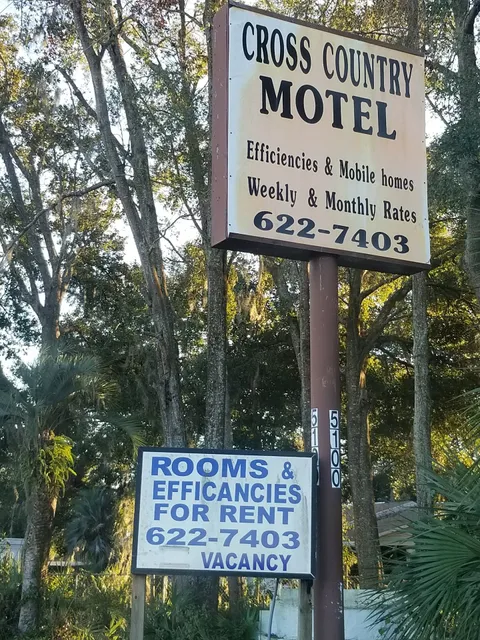 CROSS COUNTRY
MOTEL
Efficiencies & Mobile homes
Weekly & Monthly Rates
622-7403
5100
ROOMS &
EFFICANCIES
FOR RENT
622-7403
VACANCY